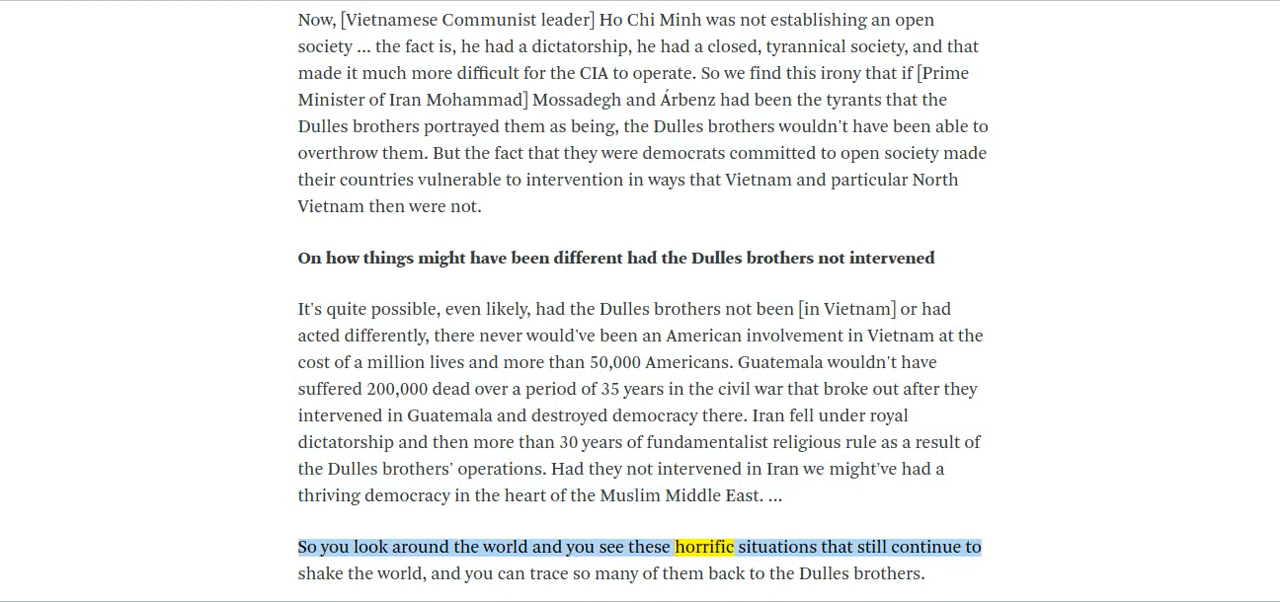 Now, [Vietnamese Communist leader] Ho Chi Minh was not establishing an open
society ... the fact is, he had a dictatorship, he had a closed, tyrannical society, and that
made it much more difficult for the CIA to operate. So we find this irony that if [Prime
Minister of Iran Mohammad] Mossadegh and Árbenz had been the tyrants that the
Dulles brothers portrayed them as being, the Dulles brothers wouldn't have been able to
overthrow them. But the fact that they were democrats committed to open society made
their countries vulnerable to intervention in ways that Vietnam and particular North
Vietnam then were not.
On how things might have been different had the Dulles brothers not intervened
It's quite possible, even likely, had the Dulles brothers not been [in Vietnam] or had
acted differently, there never would've been an American involvement in Vietnam at the
cost of a million lives and more than 50,000 Americans. Guatemala wouldn't have
suffered 200,000 dead over a period of 35 years in the civil war that broke out after they
intervened in Guatemala and destroyed democracy there. Iran fell under royal
dictatorship and then more than 30 years of fundamentalist religious rule as a result of
the Dulles brothers' operations. Had they not intervened in Iran we might've had a
thriving democracy in the heart of the Muslim Middle East. ...
So you look around the world and you see these horrific situations that still continue to
shake the world, and you can trace so many of them back to the Dulles brothers.